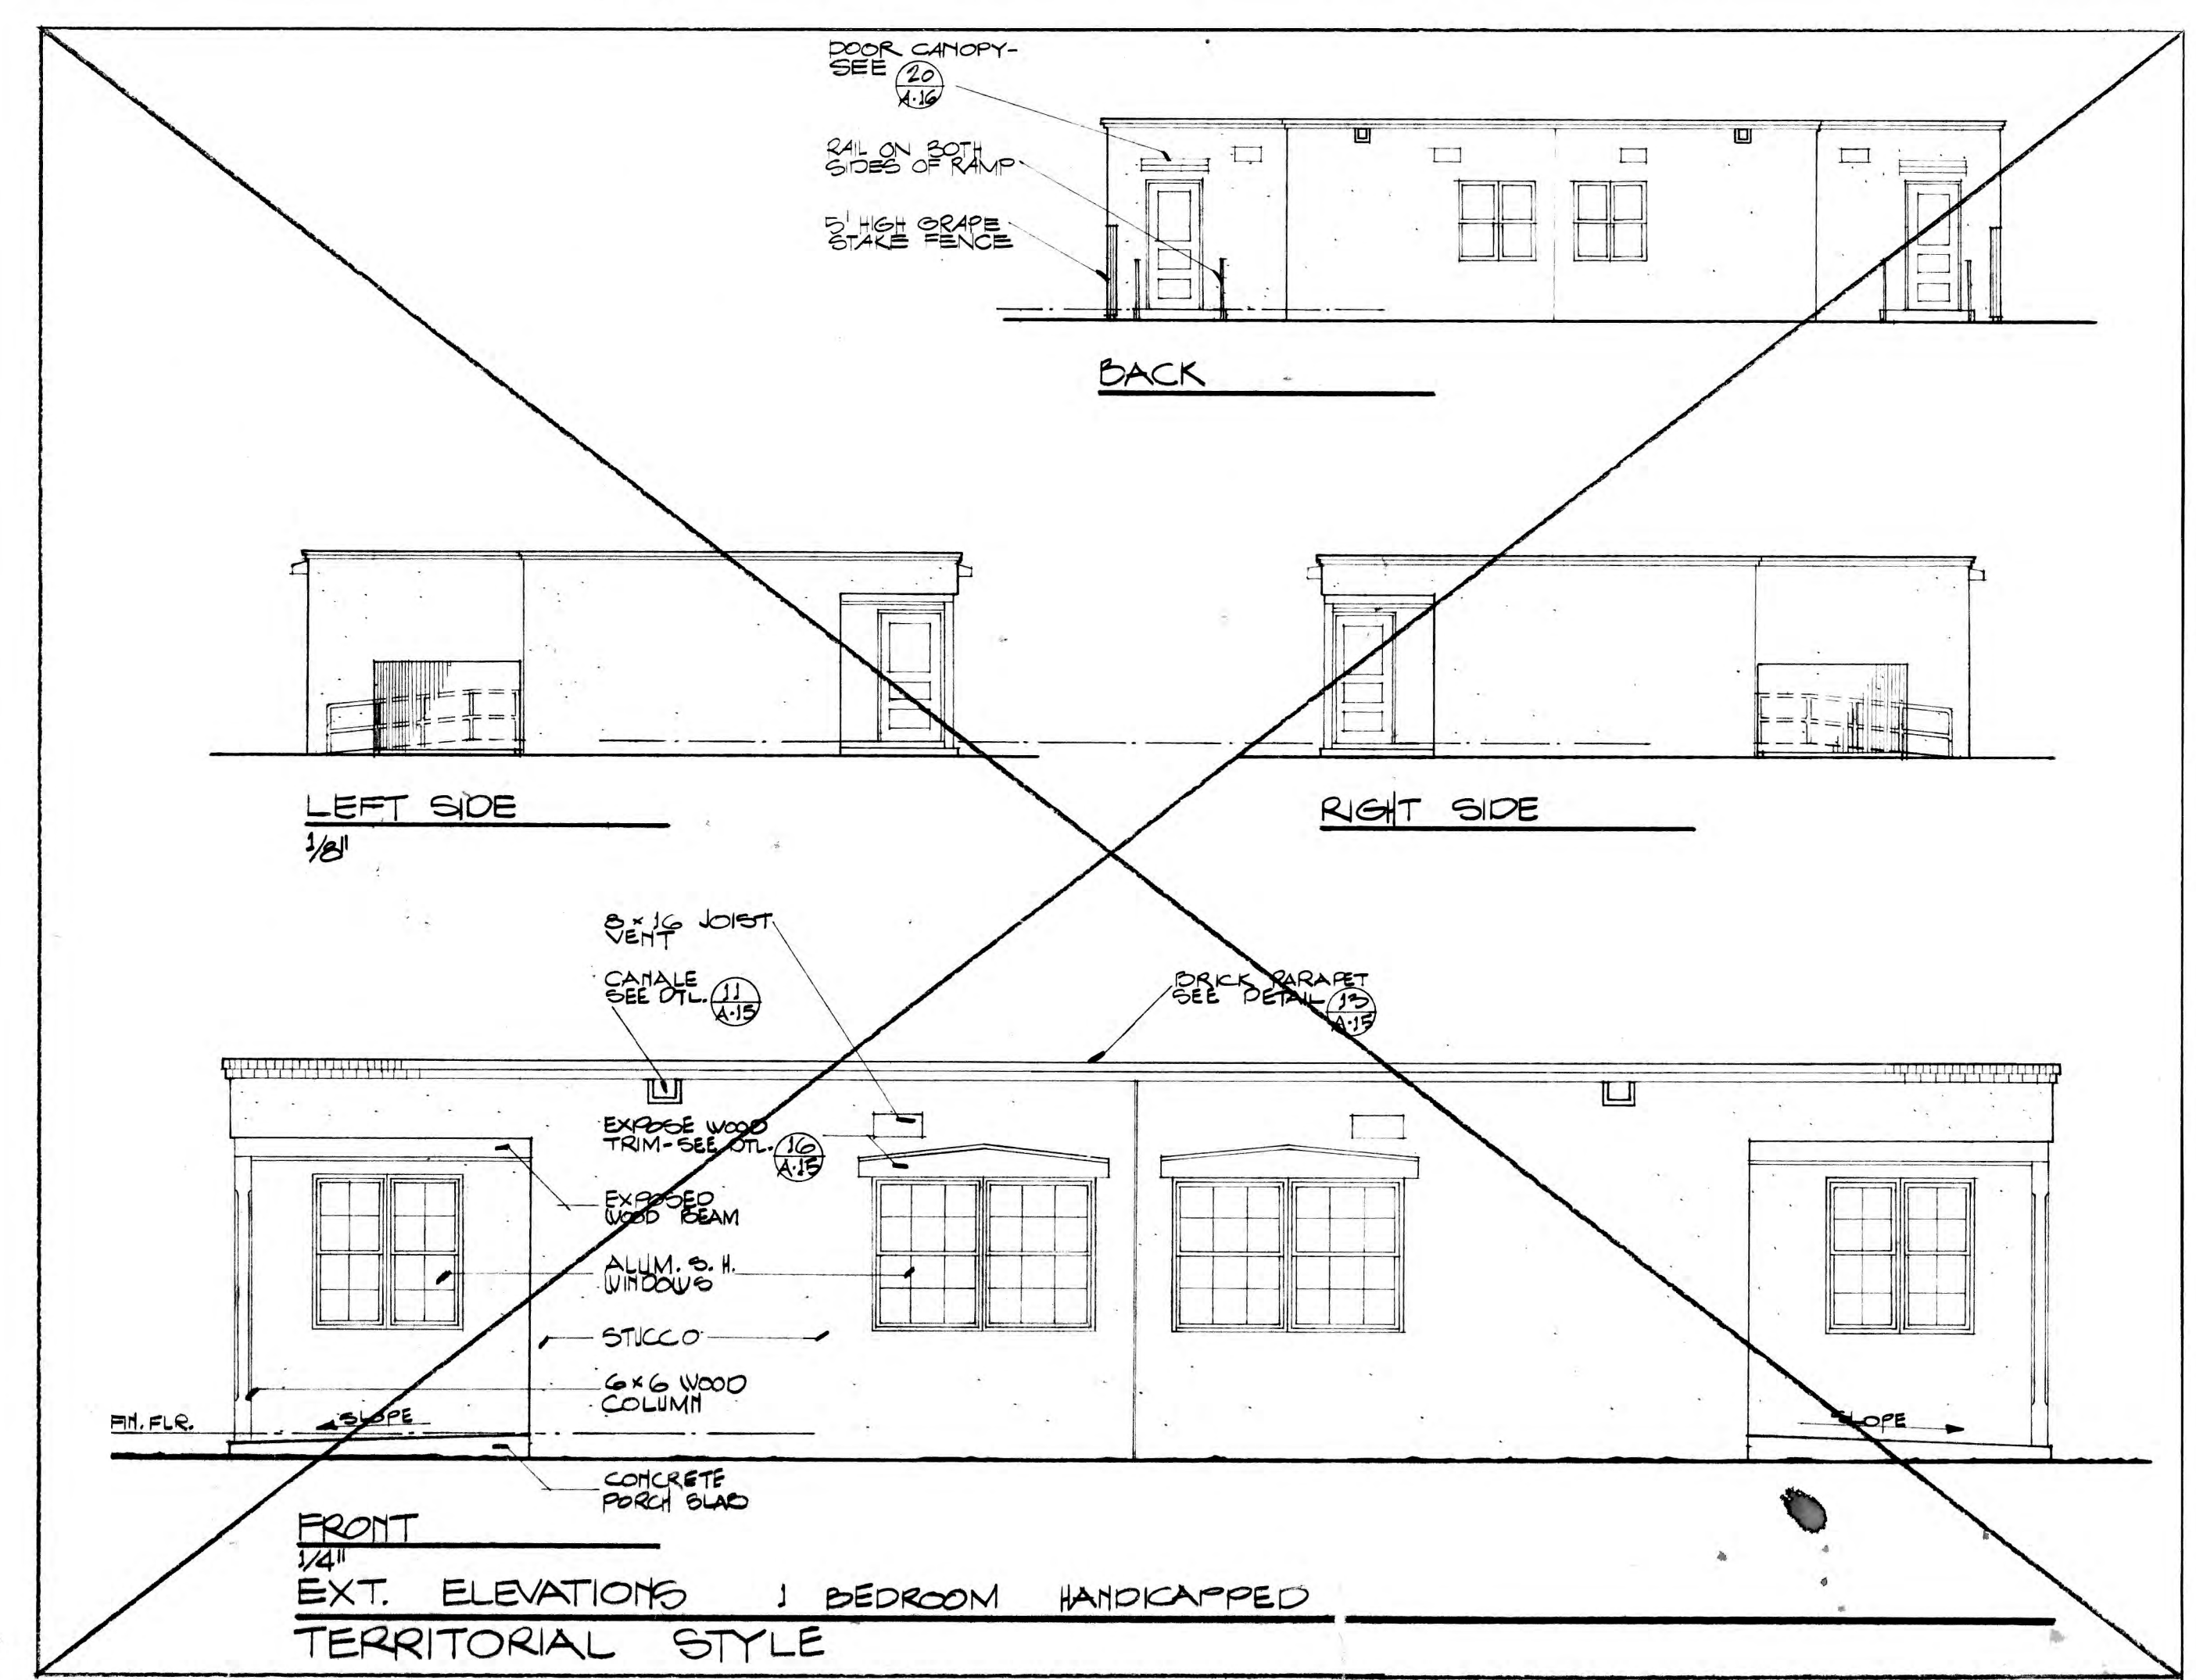 DOOR CANOPY-
SEE 20
A·16
RAIL ON BOTH
SIDES OF RAMP
5' HIGH GRAPE
STAKE FENCE
BACK
LEFT SIDE
1/8"
RIGHT SIDE
8 x 16 JOIST
VENT
CANALE
SEE DTL. 11
A·15
BRICK PARAPET
SEE DETAIL 13
A·15
EXPOSE WOOD
TRIM-SEE DTL. 16
A·15
EXPOSED
WOOD BEAM
ALUM. S. H.
WINDOWS
STUCCO
6 x 6 WOOD
COLUMN
FIN. FLR.
SLOPE
SLOPE
CONCRETE
PORCH SLAB
FRONT
1/4"
EXT. ELEVATIONS 1 BEDROOM HANDICAPPED
TERRITORIAL STYLE